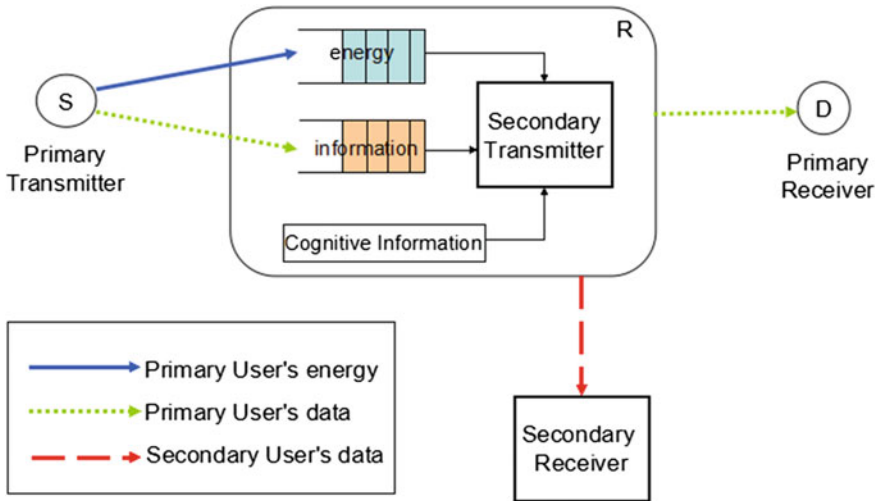 R
energy
S
Primary
Transmitter
information
Secondary
Transmitter
D
Primary
Receiver
Cognitive Information
Primary User's energy
Primary User's data
Secondary User's data
Secondary
Receiver